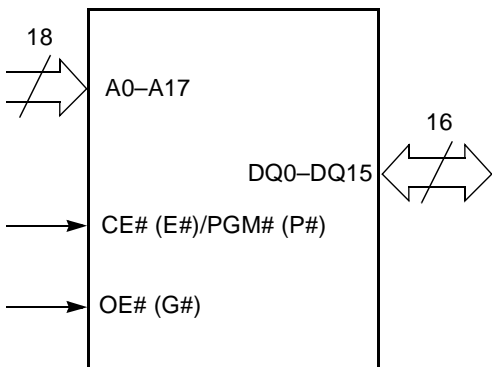 18
A0–A17
16
DQ0–DQ15
CE# (E#)/PGM# (P#)
OE# (G#)